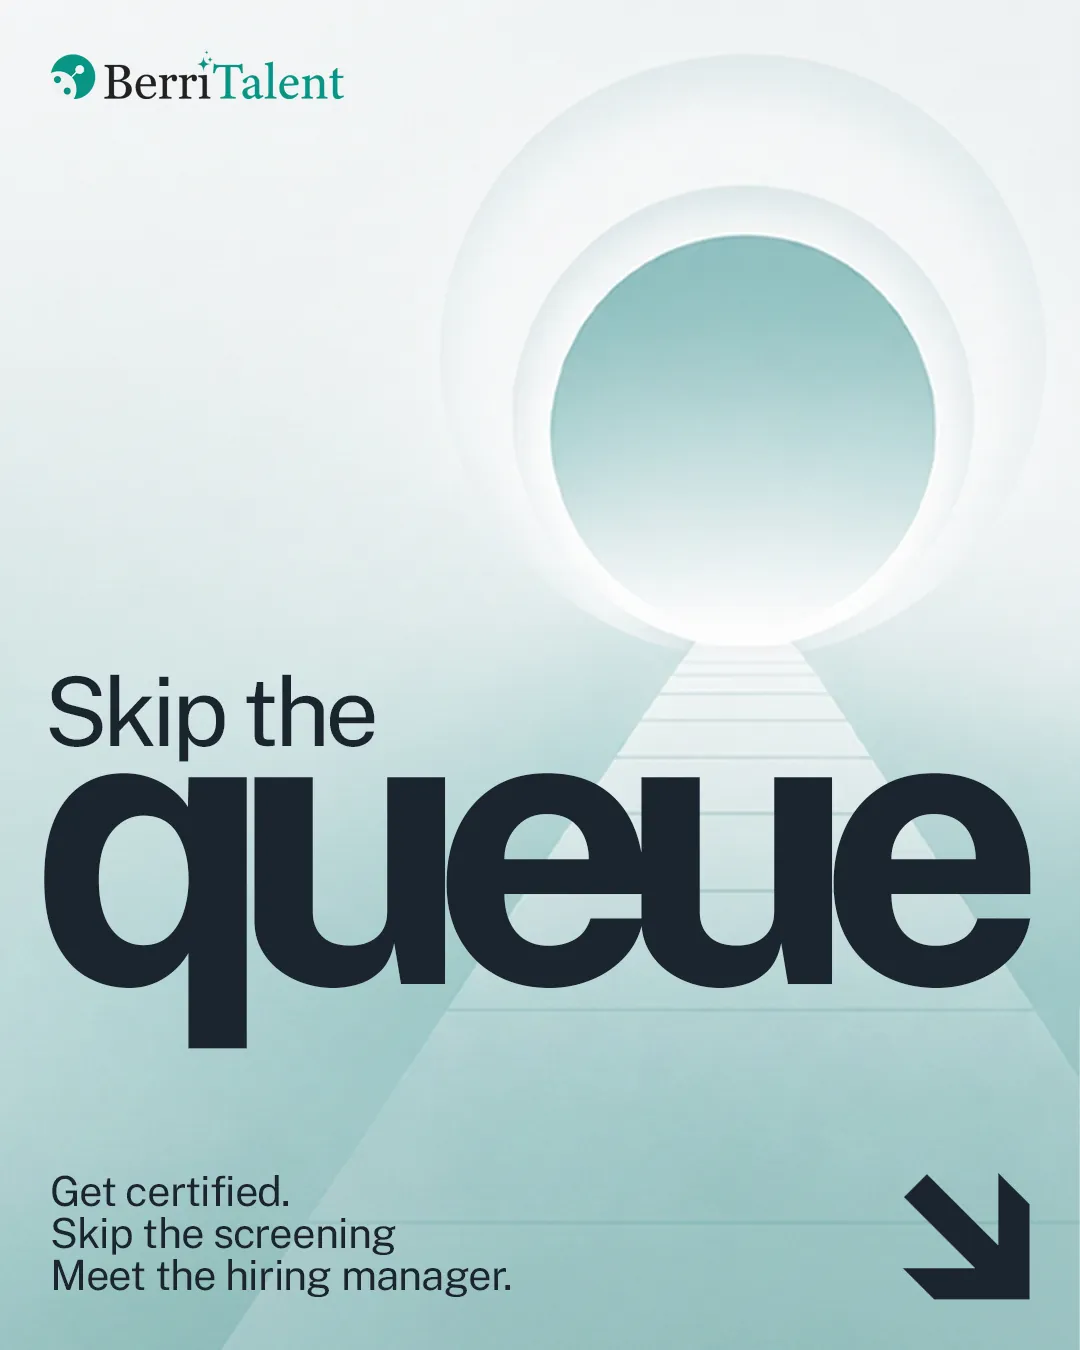 BerriTalent
Skip the
queue
Get certified.
Skip the screening
Meet the hiring manager.